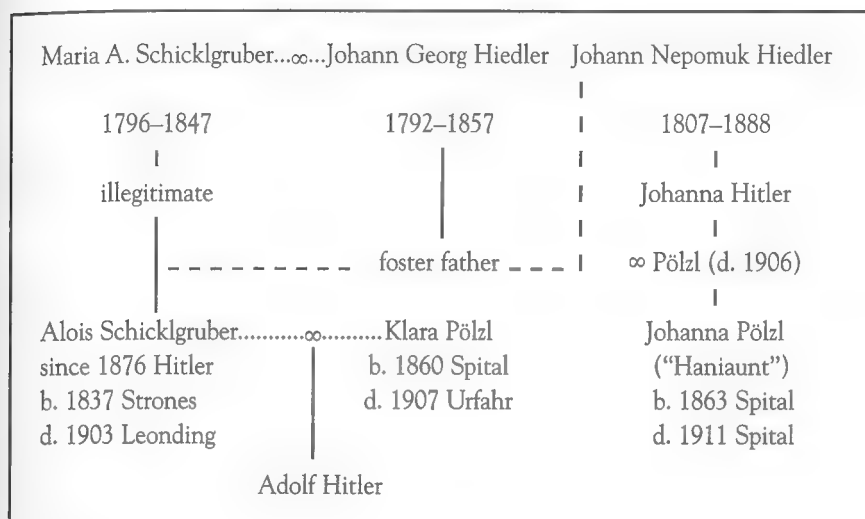 Maria A. Schicklgruber...∞...Johann Georg Hiedler Johann Nepomuk Hiedler
1796–1847 1792–1857 1807–1888
illegitimate Johanna Hitler
foster father ∞ Pölzl (d. 1906)
Alois Schicklgruber...........∞..........Klara Pölzl Johanna Pölzl
since 1876 Hitler b. 1860 Spital ("Haniaunt")
b. 1837 Strones d. 1907 Urfahr b. 1863 Spital
d. 1903 Leonding d. 1911 Spital
Adolf Hitler